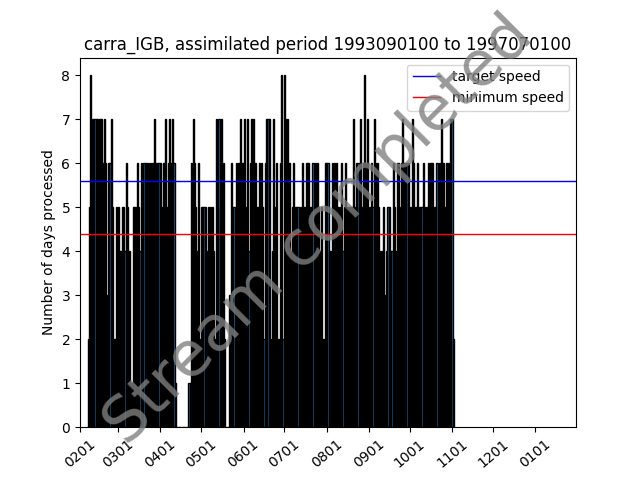 carra_IGB, assimilated period 1993090100 to 1997070100
target speed
minimum speed
Stream completed
Number of days processed
8
7
6
5
4
3
2
1
0
0201 0301 0401 0501 0601 0701 0801 0901 1001 1101 1201 0101